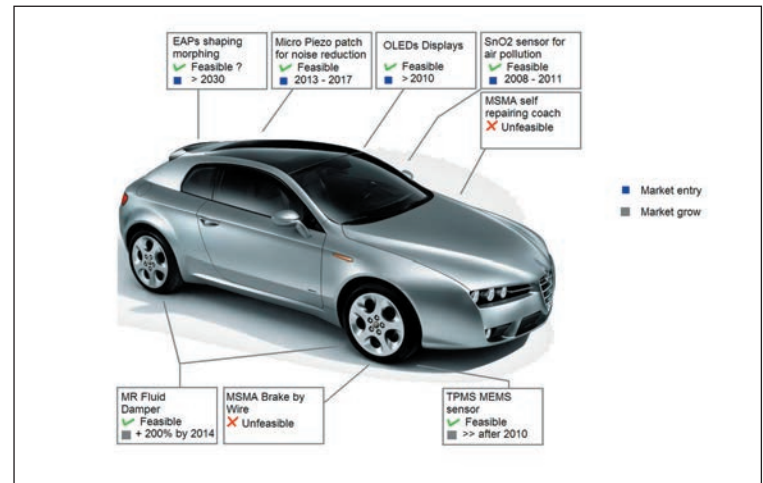 EAPs shaping
morphing
Feasible ?
> 2030
Micro Piezo patch
for noise reduction
Feasible
2013 - 2017
OLEDs Displays
Feasible
> 2010
SnO2 sensor for
air pollution
Feasible
2008 - 2011
MSMA self
repairing coach
Unfeasible
Market entry
Market grow
MR Fluid
Damper
Feasible
+ 200% by 2014
MSMA Brake by
Wire
Unfeasible
TPMS MEMS
sensor
Feasible
>> after 2010